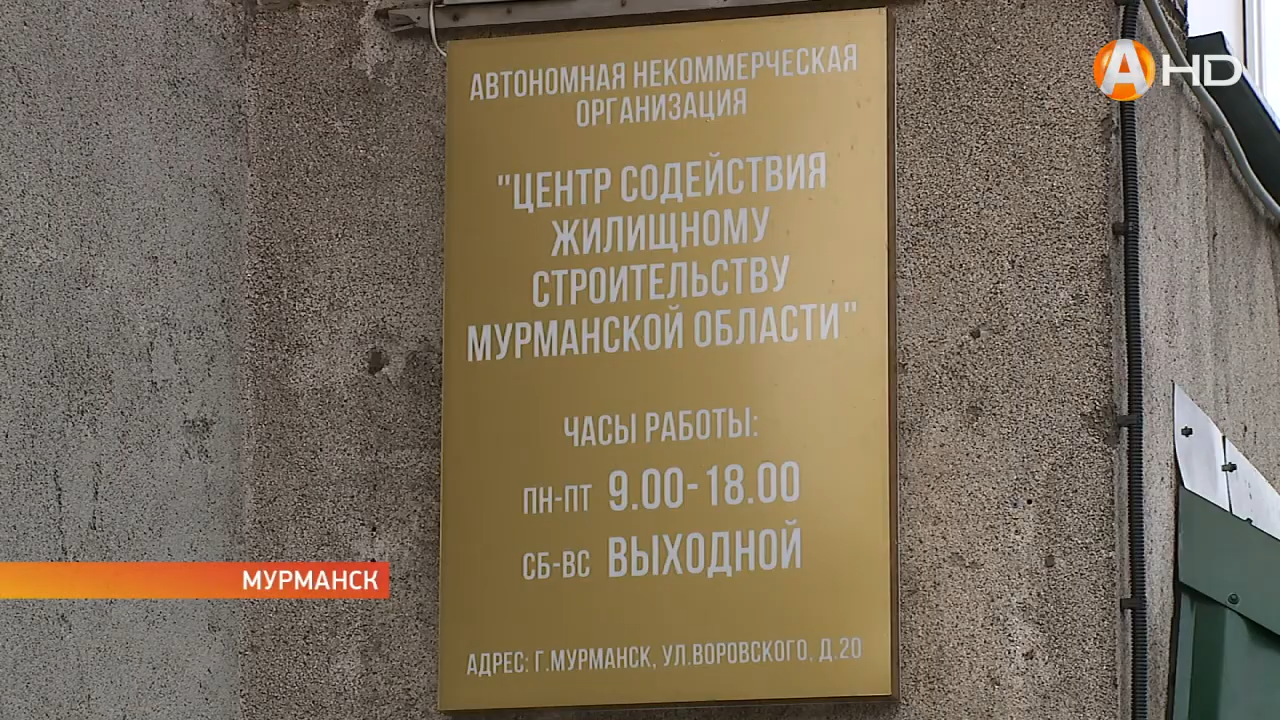 АВТОНОМНАЯ НЕКОММЕРЧЕСКАЯ
ОРГАНИЗАЦИЯ
"ЦЕНТР СОДЕЙСТВИЯ
ЖИЛИЩНОМУ
СТРОИТЕЛЬСТВУ
МУРМАНСКОЙ ОБЛАСТИ"
ЧАСЫ РАБОТЫ:
ПН-ПТ 9.00-18.00
СБ-ВС ВЫХОДНОЙ
АДРЕС: Г.МУРМАНСК, УЛ.ВОРОВСКОГО, Д.20
МУРМАНСК
А HD